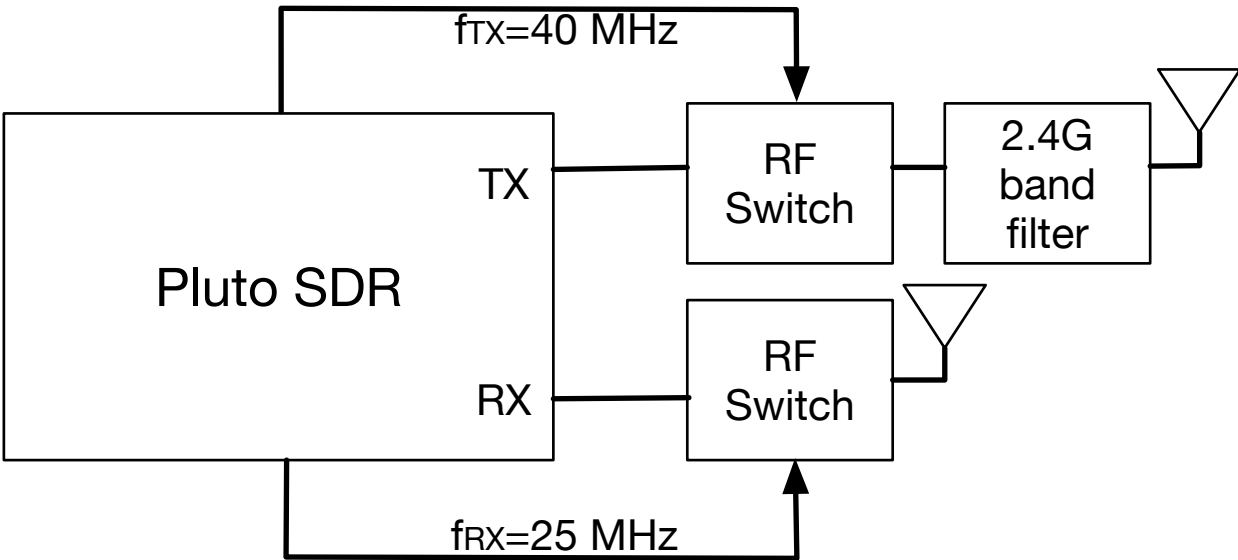 fTX=40 MHz
TX
RF
Switch
2.4G
band
filter
Pluto SDR
RX
RF
Switch
fRX=25 MHz